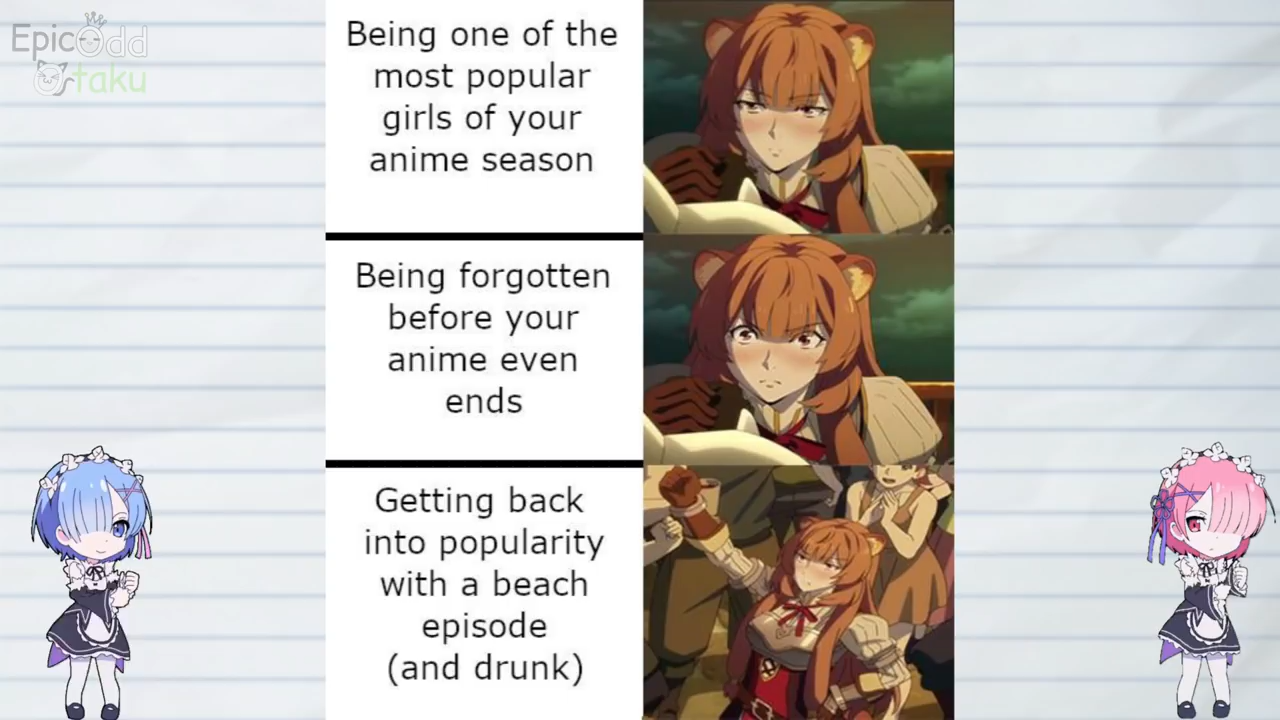 EpicOdd
Otaku
Being one of the
most popular
girls of your
anime season
Being forgotten
before your
anime even
ends
Getting back
into popularity
with a beach
episode
(and drunk)